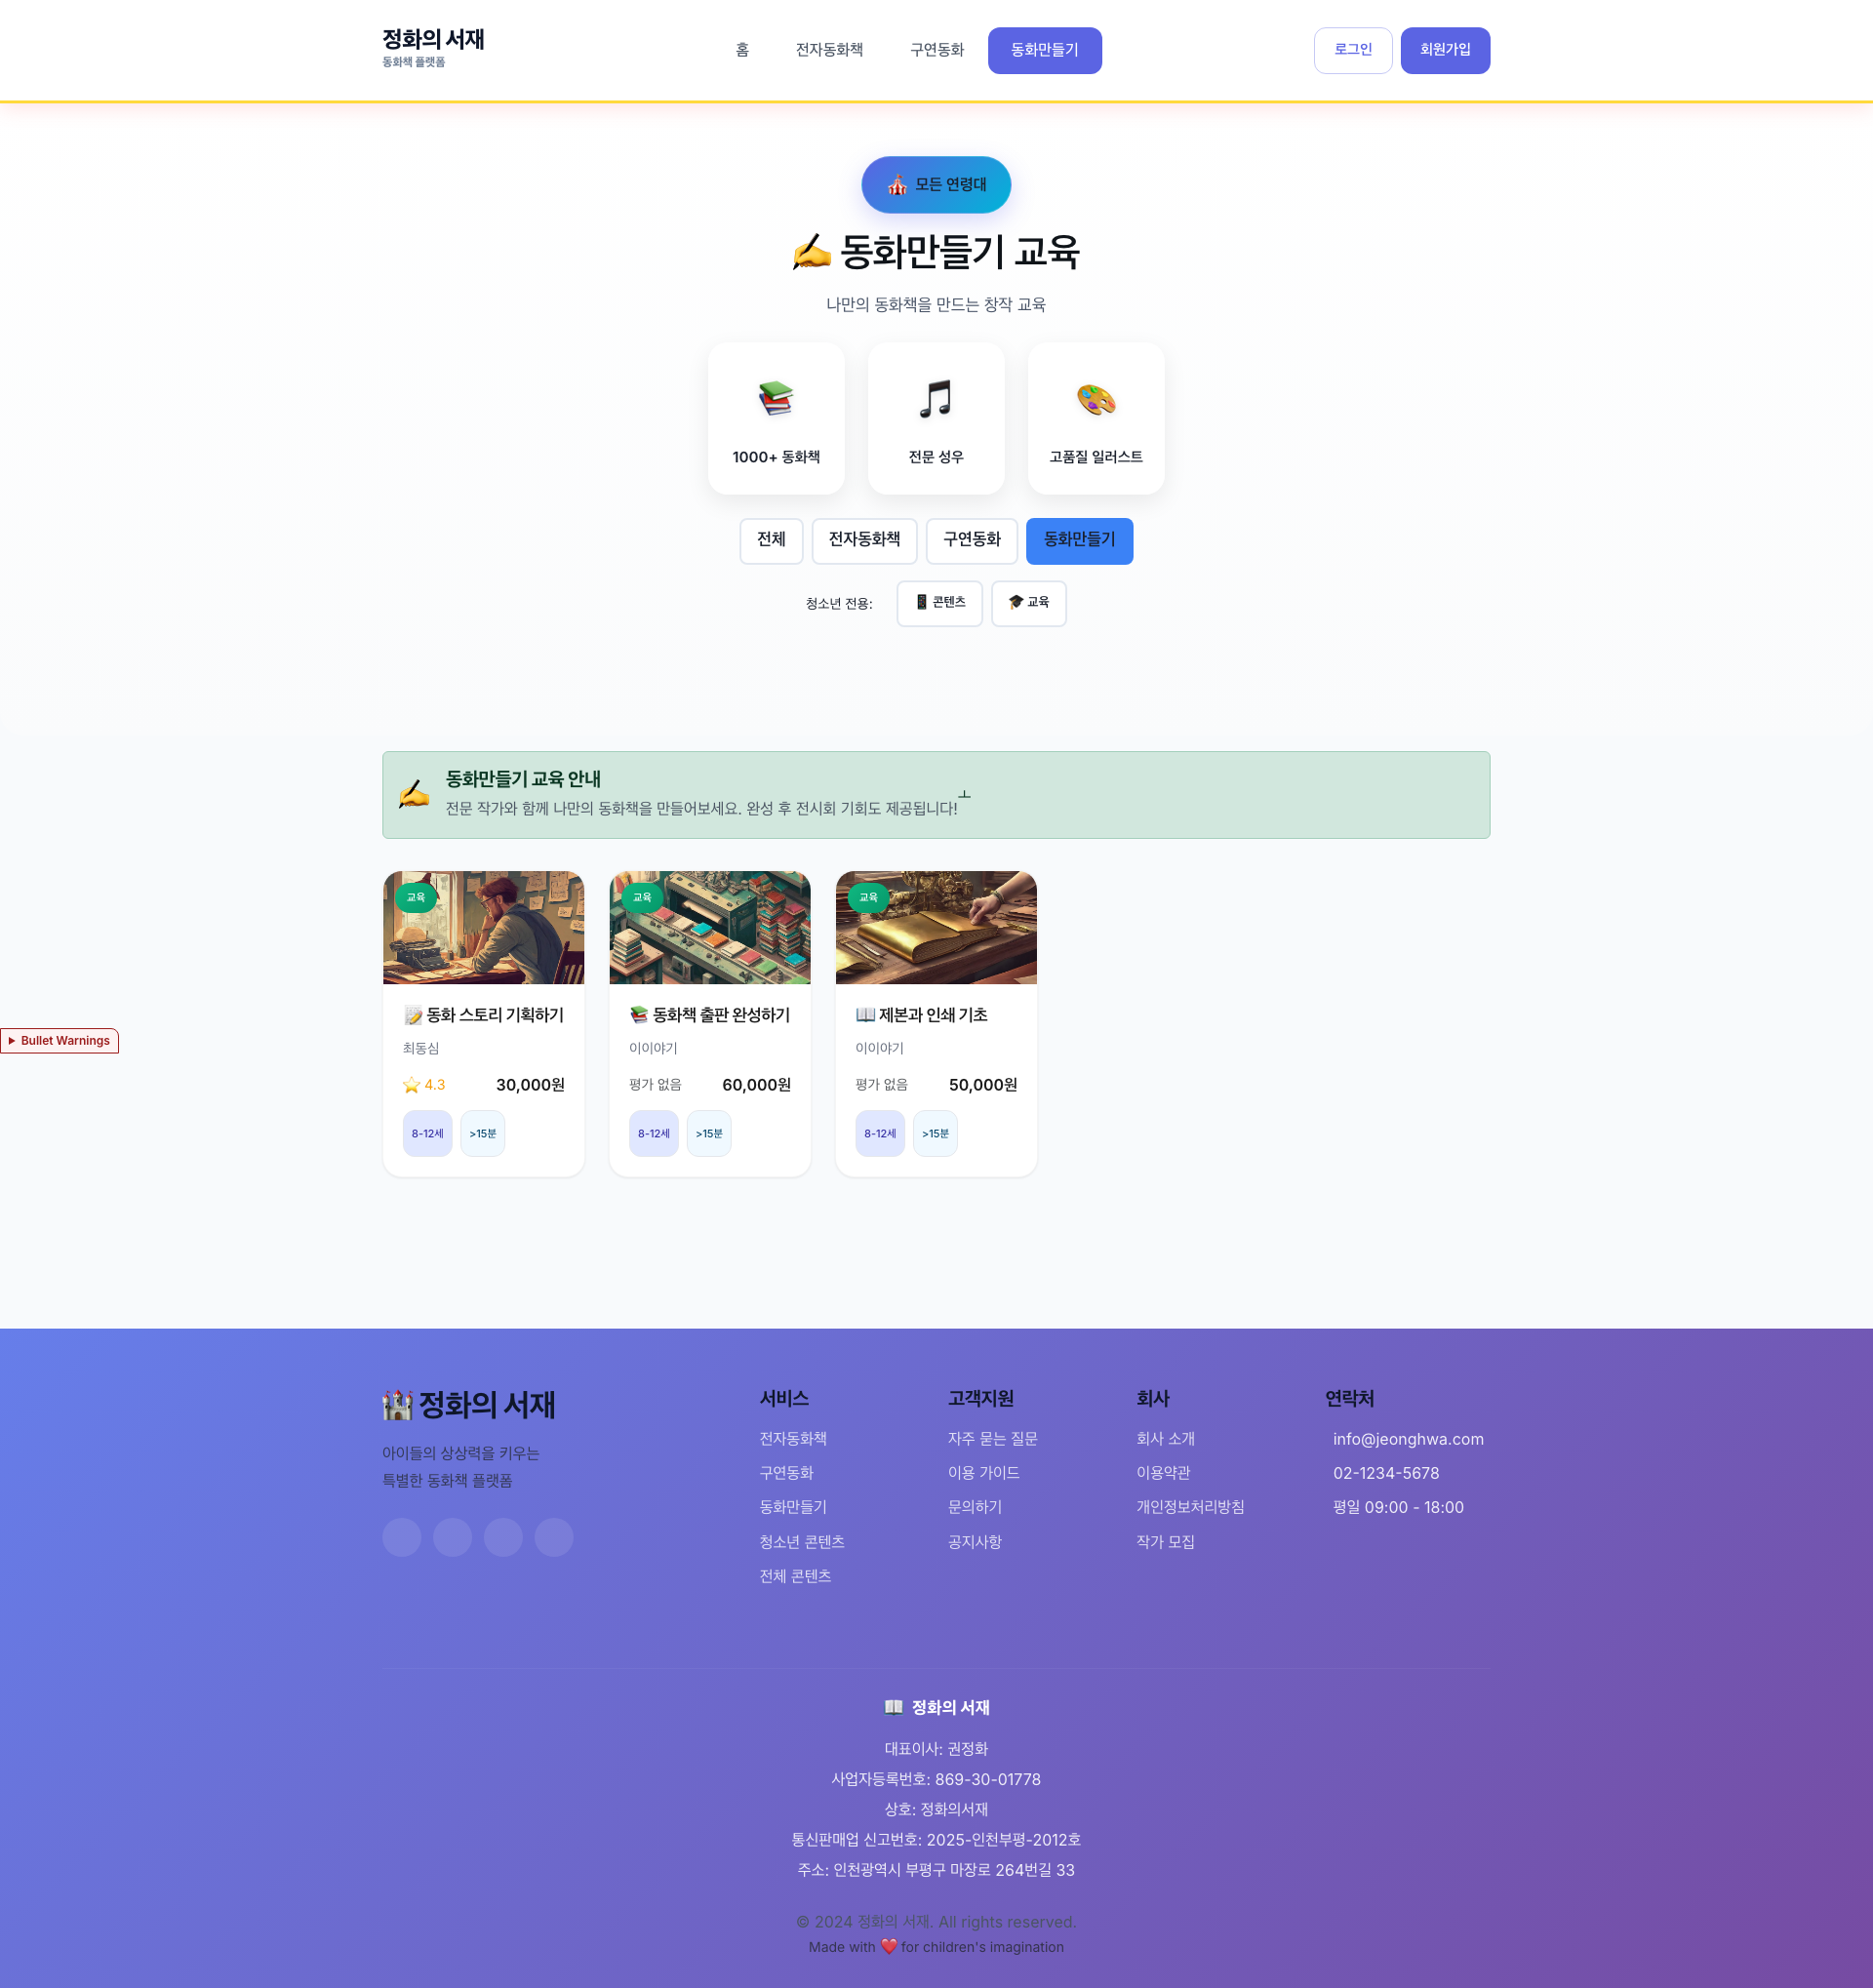 정화의 서재
동화책 플랫폼
홈
전자동화책
구연동화
동화만들기
로그인
회원가입
🎪 모든 연령대
✍️ 동화만들기 교육
나만의 동화책을 만드는 창작 교육
1000+ 동화책
전문 성우
고품질 일러스트
전체
전자동화책
구연동화
동화만들기
청소년 전용:
📱 콘텐츠
🎓 교육
동화만들기 교육 안내
전문 작가와 함께 나만의 동화책을 만들어보세요. 완성 후 전시회 기회도 제공됩니다!
ㅗ
교육
📝 동화 스토리 기획하기
최동심
⭐ 4.3
30,000원
8-12세
>15분
교육
📚 동화책 출판 완성하기
이이야기
평가 없음
60,000원
8-12세
>15분
교육
📖 제본과 인쇄 기초
이이야기
평가 없음
50,000원
8-12세
>15분
▶ Bullet Warnings
🏰 정화의 서재
아이들의 상상력을 키우는
특별한 동화책 플랫폼
서비스
전자동화책
구연동화
동화만들기
청소년 콘텐츠
전체 콘텐츠
고객지원
자주 묻는 질문
이용 가이드
문의하기
공지사항
회사
회사 소개
이용약관
개인정보처리방침
작가 모집
연락처
info@jeonghwa.com
02-1234-5678
평일 09:00 - 18:00
📖 정화의 서재
대표이사: 권정화
사업자등록번호: 869-30-01778
상호: 정화의서재
통신판매업 신고번호: 2025-인천부평-2012호
주소: 인천광역시 부평구 마장로 264번길 33
© 2024 정화의 서재. All rights reserved.
Made with ❤️ for children's imagination